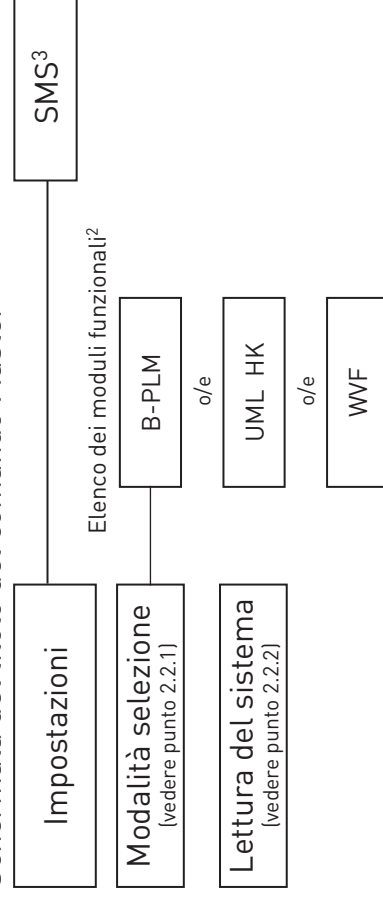 Impostazioni
SMS³
Elenco dei moduli funzionali²
Modalità selezione
(vedere punto 2.2.1)
B-PLM
o/e
Lettura del sistema
(vedere punto 2.2.2)
UML HK
o/e
WWF